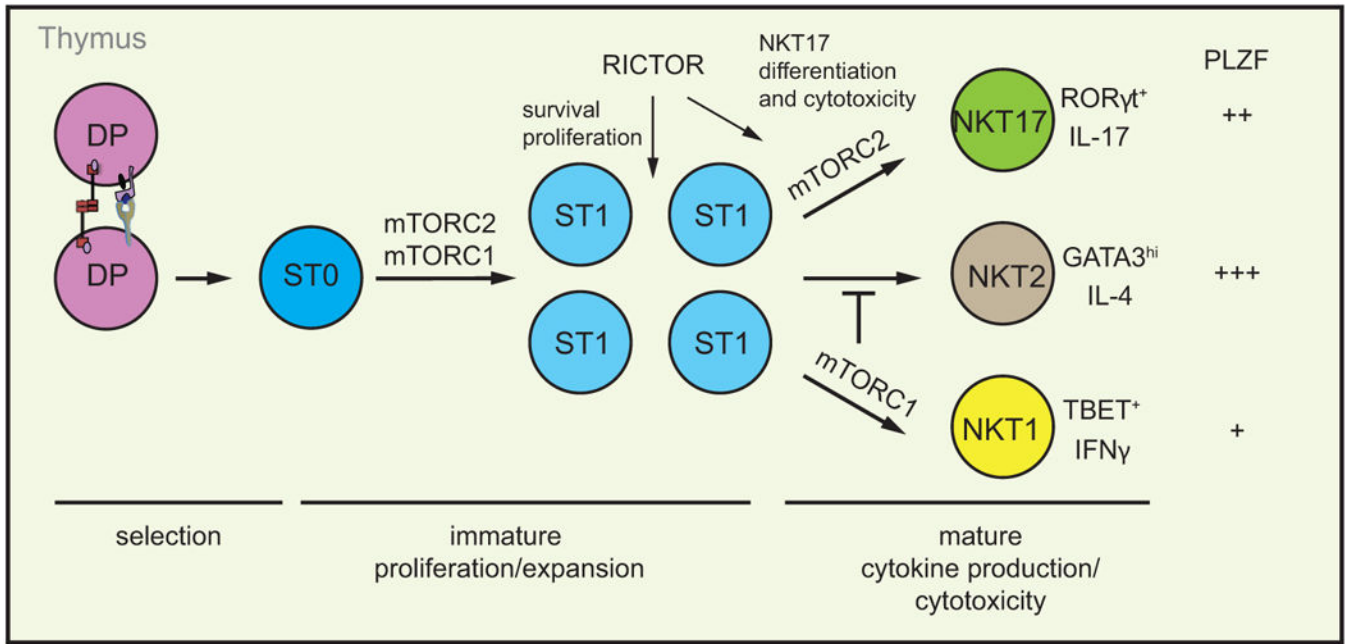 Thymus
DP
DP
ST0
mTORC2
mTORC1
RICTOR
survival
proliferation
NKT17
differentiation
and cytotoxicity
ST1
ST1
ST1
ST1
mTORC2
mTORC1
NKT17
RORγt⁺
IL-17
NKT2
GATA3ʰⁱ
IL-4
NKT1
TBET⁺
IFNγ
PLZF
++
+++
+
selection
immature
proliferation/expansion
mature
cytokine production/
cytotoxicity